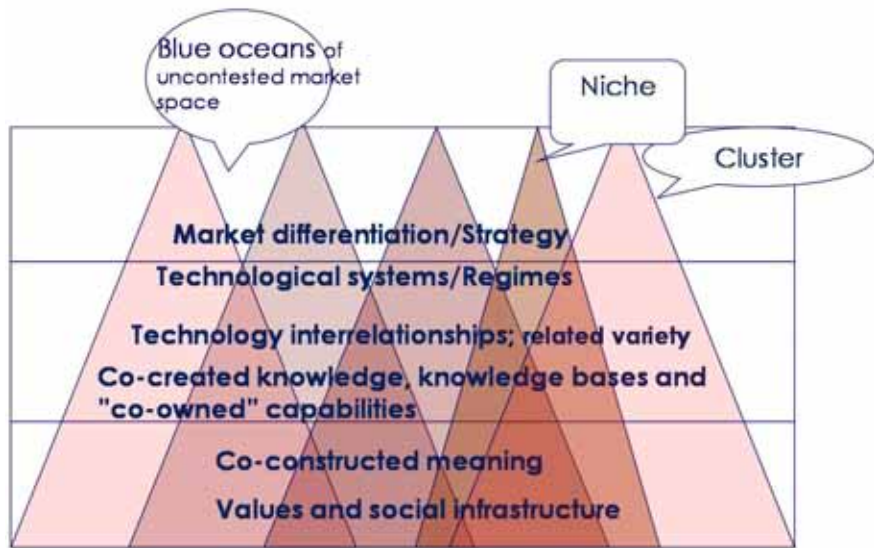 Blue oceans of
uncontested market
space
Niche
Cluster
Market differentiation/Strategy
Technological systems/Regimes
Technology interrelationships; related variety
Co-created knowledge, knowledge bases and
"co-owned" capabilities
Co-constructed meaning
Values and social infrastructure